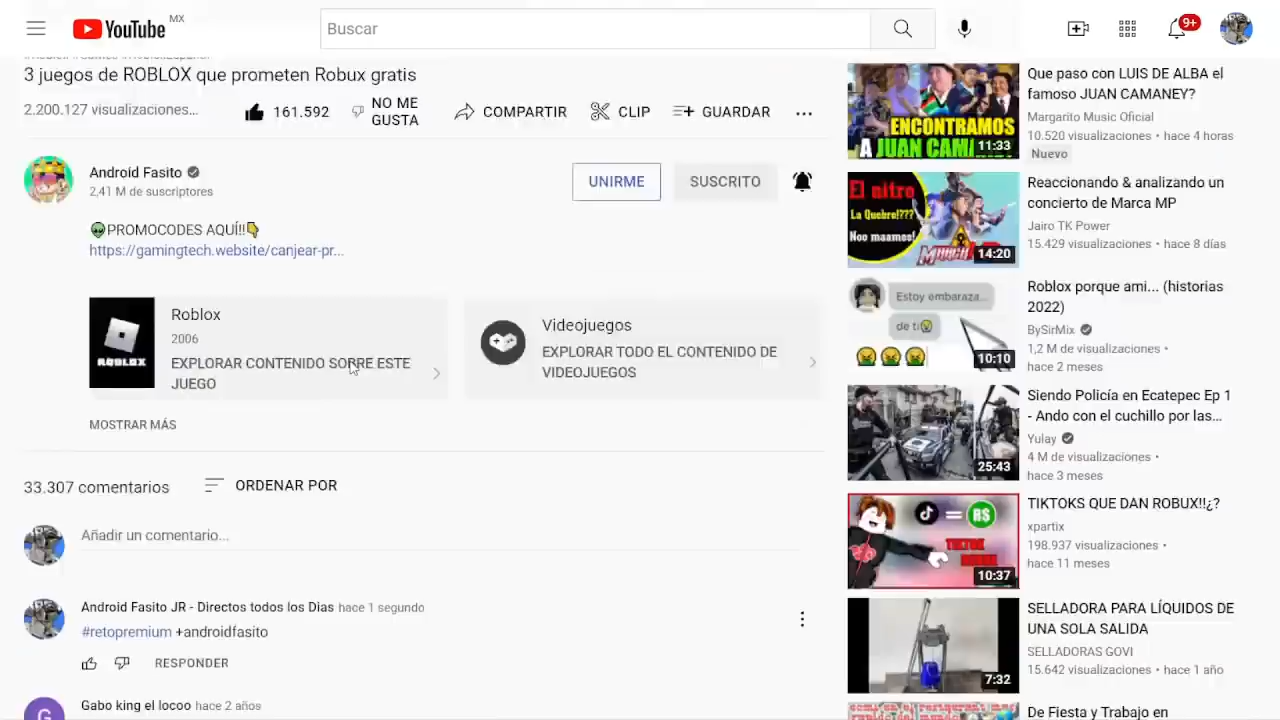 YouTube MX
Buscar
9+
3 juegos de ROBLOX que prometen Robux gratis
2.200.127 visualizaciones...
161.592
NO ME
GUSTA
COMPARTIR
CLIP
GUARDAR
Android Fasito
2,41 M de suscriptores
UNIRME
SUSCRITO
PROMOCODES AQUÍ!!
https://gamingtech.website/canjear-pr...
ROBLOX
Roblox
2006
EXPLORAR CONTENIDO SOBRE ESTE
JUEGO
Videojuegos
EXPLORAR TODO EL CONTENIDO DE
VIDEOJUEGOS
MOSTRAR MÁS
33.307 comentarios
ORDENAR POR
Añadir un comentario...
Android Fasito JR - Directos todos los Dias hace 1 segundo
#retopremium +androidfasito
RESPONDER
G
Gabo king el locoo hace 2 años
ENCONTRAMOS
A JUAN CAM
11:33
Que paso con LUIS DE ALBA el
famoso JUAN CAMANEY?
Margarito Music Oficial
10.520 visualizaciones • hace 4 horas
Nuevo
El nitro
La Quebro!???
Noo maames!
14:20
Reaccionando & analizando un
concierto de Marca MP
Jairo TK Power
15.429 visualizaciones • hace 8 días
Estoy embaraza...
de ti
10:10
Roblox porque ami... (historias
2022)
BySirMix
1,2 M de visualizaciones •
hace 2 meses
25:43
Siendo Policía en Ecatepec Ep 1
- Ando con el cuchillo por las...
Yulay
4 M de visualizaciones •
hace 3 meses
= R$
10:37
TIKTOKS QUE DAN ROBUX!!¿?
xpartix
198.937 visualizaciones •
hace 11 meses
7:32
SELLADORA PARA LÍQUIDOS DE
UNA SOLA SALIDA
SELLADORAS GOVI
15.642 visualizaciones • hace 1 año
De Fiesta y Trabajo en